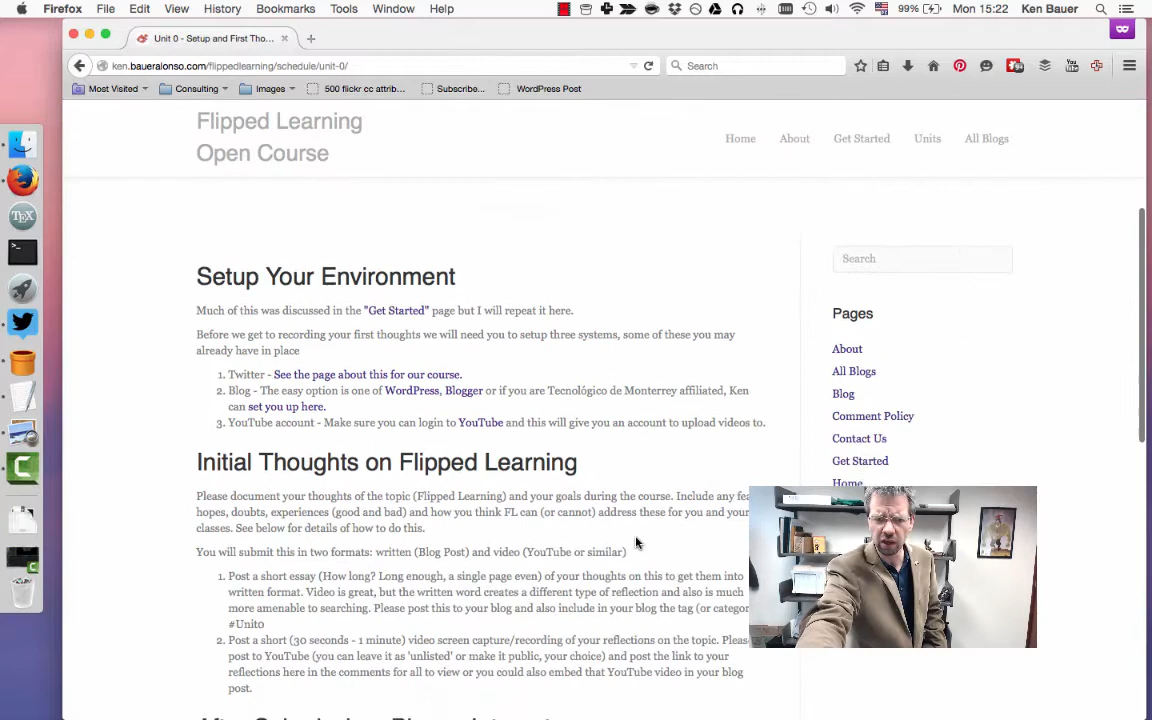 Firefox File Edit View History Bookmarks Tools Window Help 99% Mon 15:22 Ken Bauer
Unit 0 - Setup and First Tho...
ken.baueralonso.com/flippedlearning/schedule/unit-0/ Search
Most Visited Consulting Images 500 flickr cc attrib... Subscribe... WordPress Post
Flipped Learning
Open Course
Home About Get Started Units All Blogs
Setup Your Environment
Much of this was discussed in the "Get Started" page but I will repeat it here.
Before we get to recording your first thoughts we will need you to setup three systems, some of these you may
already have in place
1. Twitter - See the page about this for our course.
2. Blog - The easy option is one of WordPress, Blogger or if you are Tecnológico de Monterrey affiliated, Ken
can set you up here.
3. YouTube account - Make sure you can login to YouTube and this will give you an account to upload videos to.
Initial Thoughts on Flipped Learning
Please document your thoughts of the topic (Flipped Learning) and your goals during the course. Include any fea
hopes, doubts, experiences (good and bad) and how you think FL can (or cannot) address these for you and your
classes. See below for details of how to do this.
You will submit this in two formats: written (Blog Post) and video (YouTube or similar)
1. Post a short essay (How long? Long enough, a single page even) of your thoughts on this to get them into
written format. Video is great, but the written word creates a different type of reflection and also is much
more amenable to searching. Please post this to your blog and also include in your blog the tag (or categor
#Unit0
2. Post a short (30 seconds - 1 minute) video screen capture/recording of your reflections on the topic. Pleas
post to YouTube (you can leave it as 'unlisted' or make it public, your choice) and post the link to your
reflections here in the comments for all to view or you could also embed that YouTube video in your blog
post.
Search
Pages
About
All Blogs
Blog
Comment Policy
Contact Us
Get Started
Home
TEX